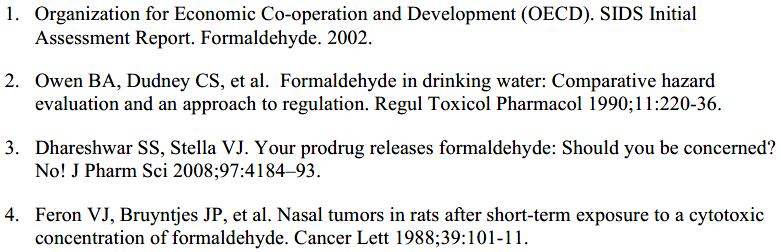 1. Organization for Economic Co-operation and Development (OECD). SIDS Initial
Assessment Report. Formaldehyde. 2002.
2. Owen BA, Dudney CS, et al.  Formaldehyde in drinking water: Comparative hazard
evaluation and an approach to regulation. Regul Toxicol Pharmacol 1990;11:220-36.
3. Dhareshwar SS, Stella VJ. Your prodrug releases formaldehyde: Should you be concerned?
No! J Pharm Sci 2008;97:4184–93.
4. Feron VJ, Bruyntjes JP, et al. Nasal tumors in rats after short-term exposure to a cytotoxic
concentration of formaldehyde. Cancer Lett 1988;39:101-11.